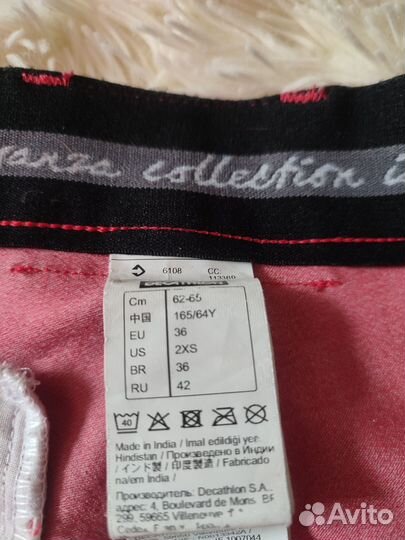 collection
6108 CC:
DECATHLON
Cm 62-65
中国 165/64Y
EU 36
US 2XS
BR 36
RU 42
40
Made in India / Imal edildiği yer:
Hindistan / Произведено в Индии
/ インド製 / 印度製造 / Fabricado
na/em India /
Производитель: Decathlon S.A.,
адрес: 4, Boulevard de Mons BP
299, 59665 Villeneuve
1007044
Avito